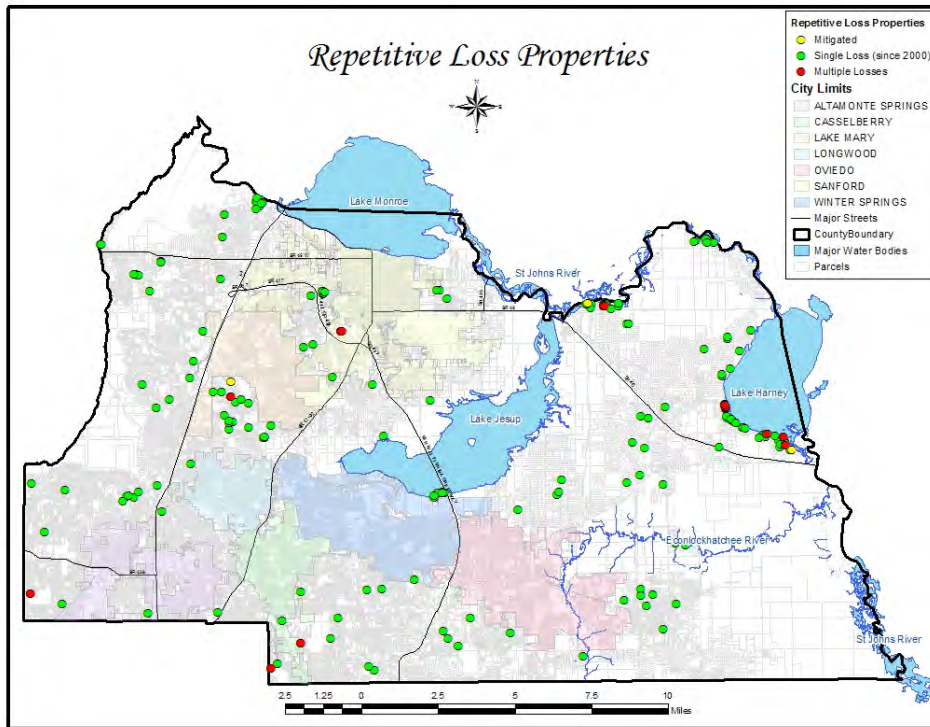 Repetitive Loss Properties
N
W
E
S
Repetitive Loss Properties
Mitigated
Single Loss (since 2000)
Multiple Losses
City Limits
ALTAMONTE SPRINGS
CASSELBERRY
LAKE MARY
LONGWOOD
OVIEDO
SANFORD
WINTER SPRINGS
Major Streets
CountyBoundary
Major Water Bodies
Parcels
Lake Monroe
St Johns River
Lake Harney
Lake Jesup
Econlockhatchee River
St Johns River
2.5 1.25 0 2.5 5 7.5 10
Miles